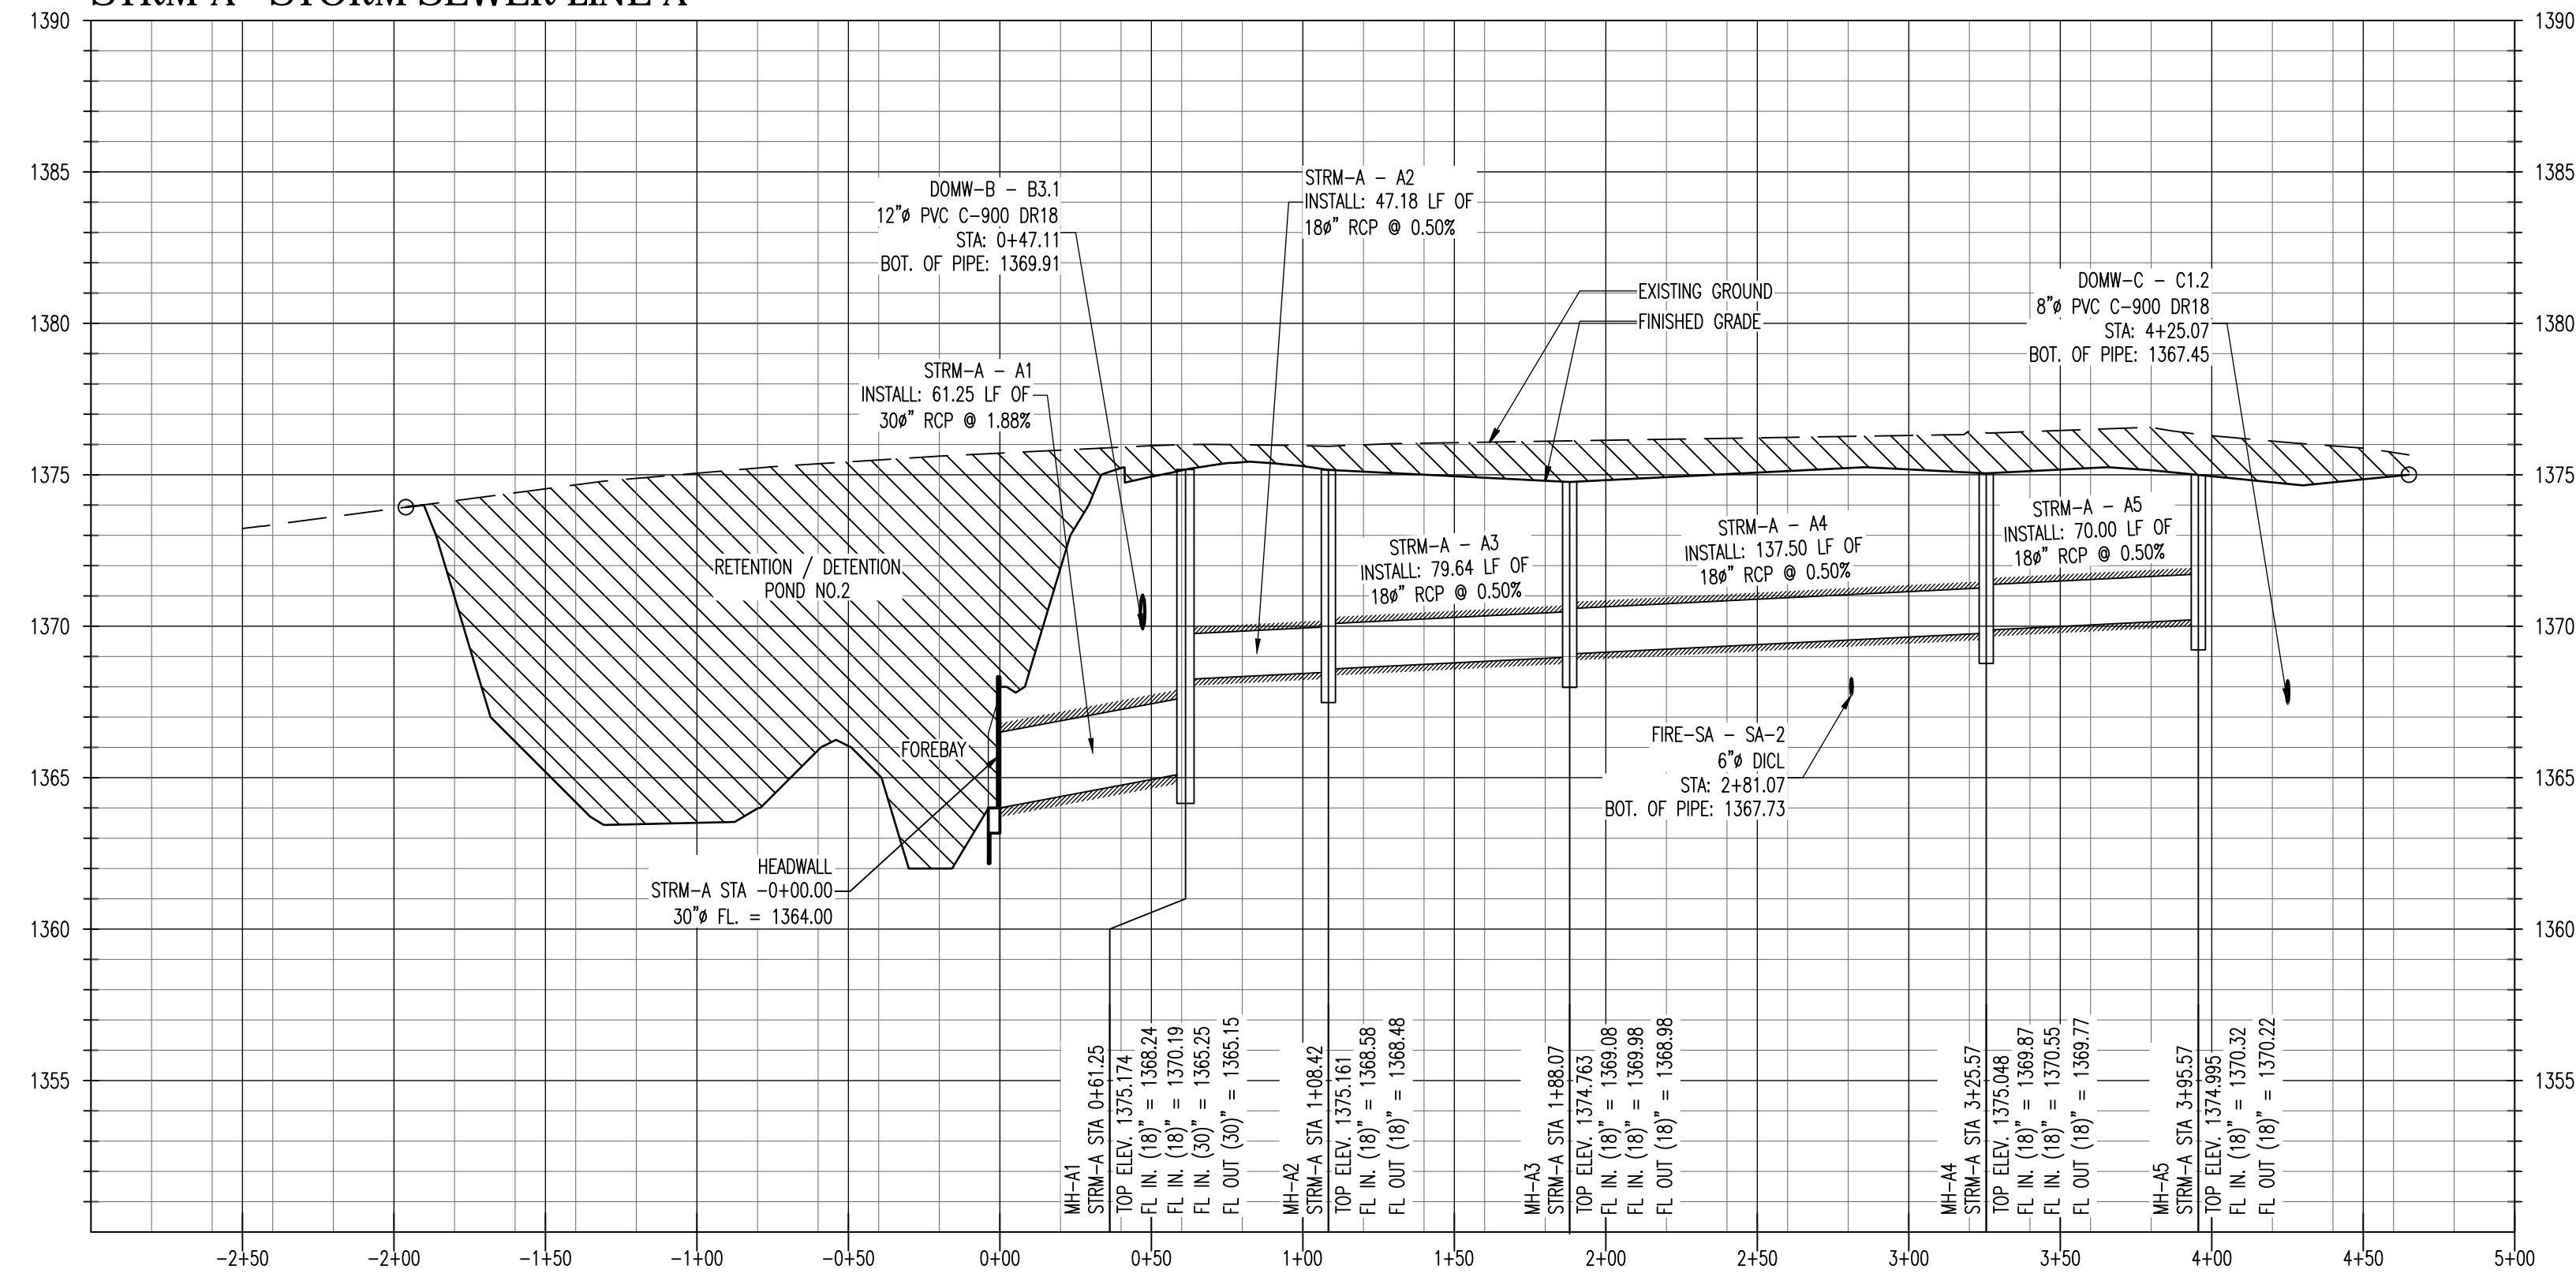 STRM-A - STORM SEWER LINE A
1390
1385
1380
1375
1370
1365
1360
1355
1390
1385
1380
1375
1370
1365
1360
1355
DOMW-B - B3.1
12"ø PVC C-900 DR18
STA: 0+47.11
BOT. OF PIPE: 1369.91
STRM-A - A2
INSTALL: 47.18 LF OF
18ø" RCP @ 0.50%
EXISTING GROUND
FINISHED GRADE
DOMW-C - C1.2
8"ø PVC C-900 DR18
STA: 4+25.07
BOT. OF PIPE: 1367.45
STRM-A - A1
INSTALL: 61.25 LF OF
30ø" RCP @ 1.88%
RETENTION / DETENTION
POND NO.2
STRM-A - A3
INSTALL: 79.64 LF OF
18ø" RCP @ 0.50%
STRM-A - A4
INSTALL: 137.50 LF OF
18ø" RCP @ 0.50%
STRM-A - A5
INSTALL: 70.00 LF OF
18ø" RCP @ 0.50%
FOREBAY
FIRE-SA - SA-2
6"ø DICL
STA: 2+81.07
BOT. OF PIPE: 1367.73
HEADWALL
STRM-A STA -0+00.00
30"ø FL. = 1364.00
MH-A1
STRM-A STA 0+61.25
TOP ELEV. 1375.174
FL IN. (18)" = 1368.24
FL IN. (18)" = 1370.19
FL IN. (30)" = 1365.25
FL OUT (30)" = 1365.15
MH-A2
STRM-A STA 1+08.42
TOP ELEV. 1375.161
FL IN. (18)" = 1368.58
FL OUT (18)" = 1368.48
MH-A3
STRM-A STA 1+88.07
TOP ELEV. 1374.763
FL IN. (18)" = 1369.08
FL IN. (18)" = 1369.98
FL OUT (18)" = 1368.98
MH-A4
STRM-A STA 3+25.57
TOP ELEV. 1375.048
FL IN. (18)" = 1369.87
FL IN. (18)" = 1370.55
FL OUT (18)" = 1369.77
MH-A5
STRM-A STA 3+95.57
TOP ELEV. 1374.995
FL IN. (18)" = 1370.32
FL OUT (18)" = 1370.22
-2+50
-2+00
-1+50
-1+00
-0+50
0+00
0+50
1+00
1+50
2+00
2+50
3+00
3+50
4+00
4+50
5+00